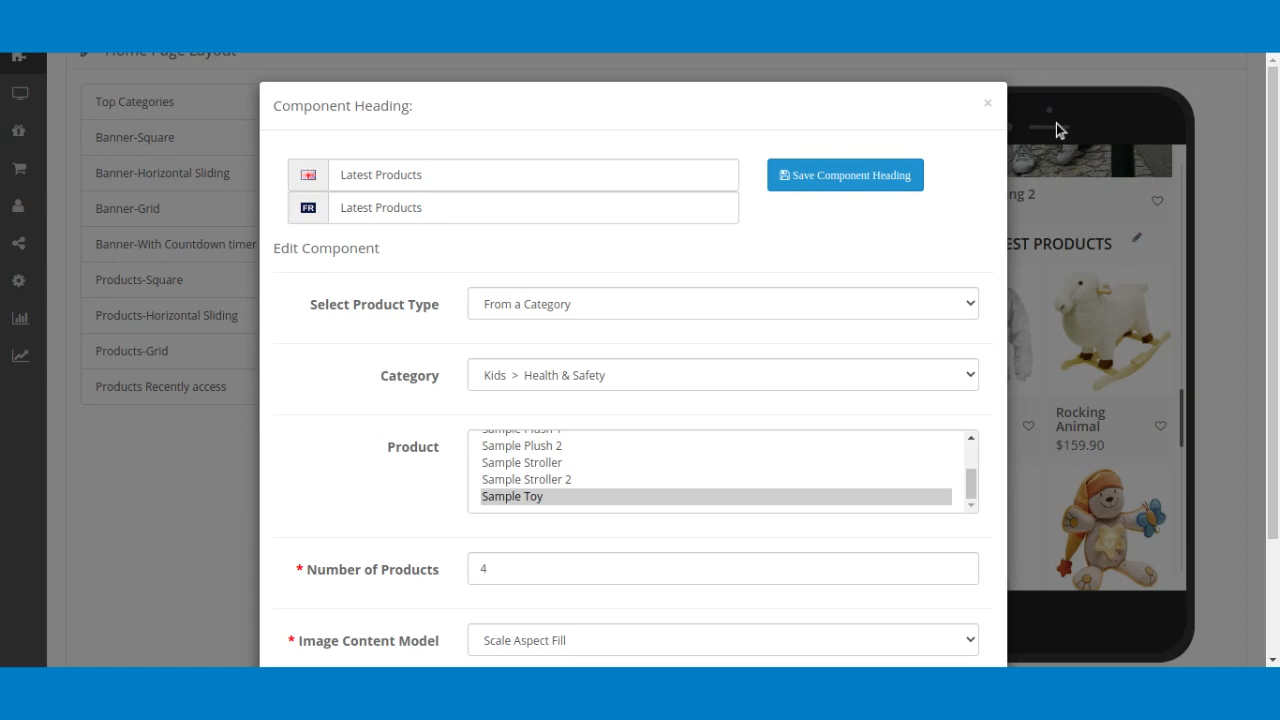 Home Page Layout
Top Categories
Banner-Square
Banner-Horizontal Sliding
Banner-Grid
Banner-With Countdown timer
Products-Square
Products-Horizontal Sliding
Products-Grid
Products Recently access
Component Heading:
×
Latest Products
Save Component Heading
FR Latest Products
Edit Component
Select Product Type From a Category
Category Kids > Health & Safety
Product
Sample Plush 1
Sample Plush 2
Sample Stroller
Sample Stroller 2
Sample Toy
* Number of Products 4
* Image Content Model Scale Aspect Fill
ng 2
EST PRODUCTS
Rocking
Animal
$159.90